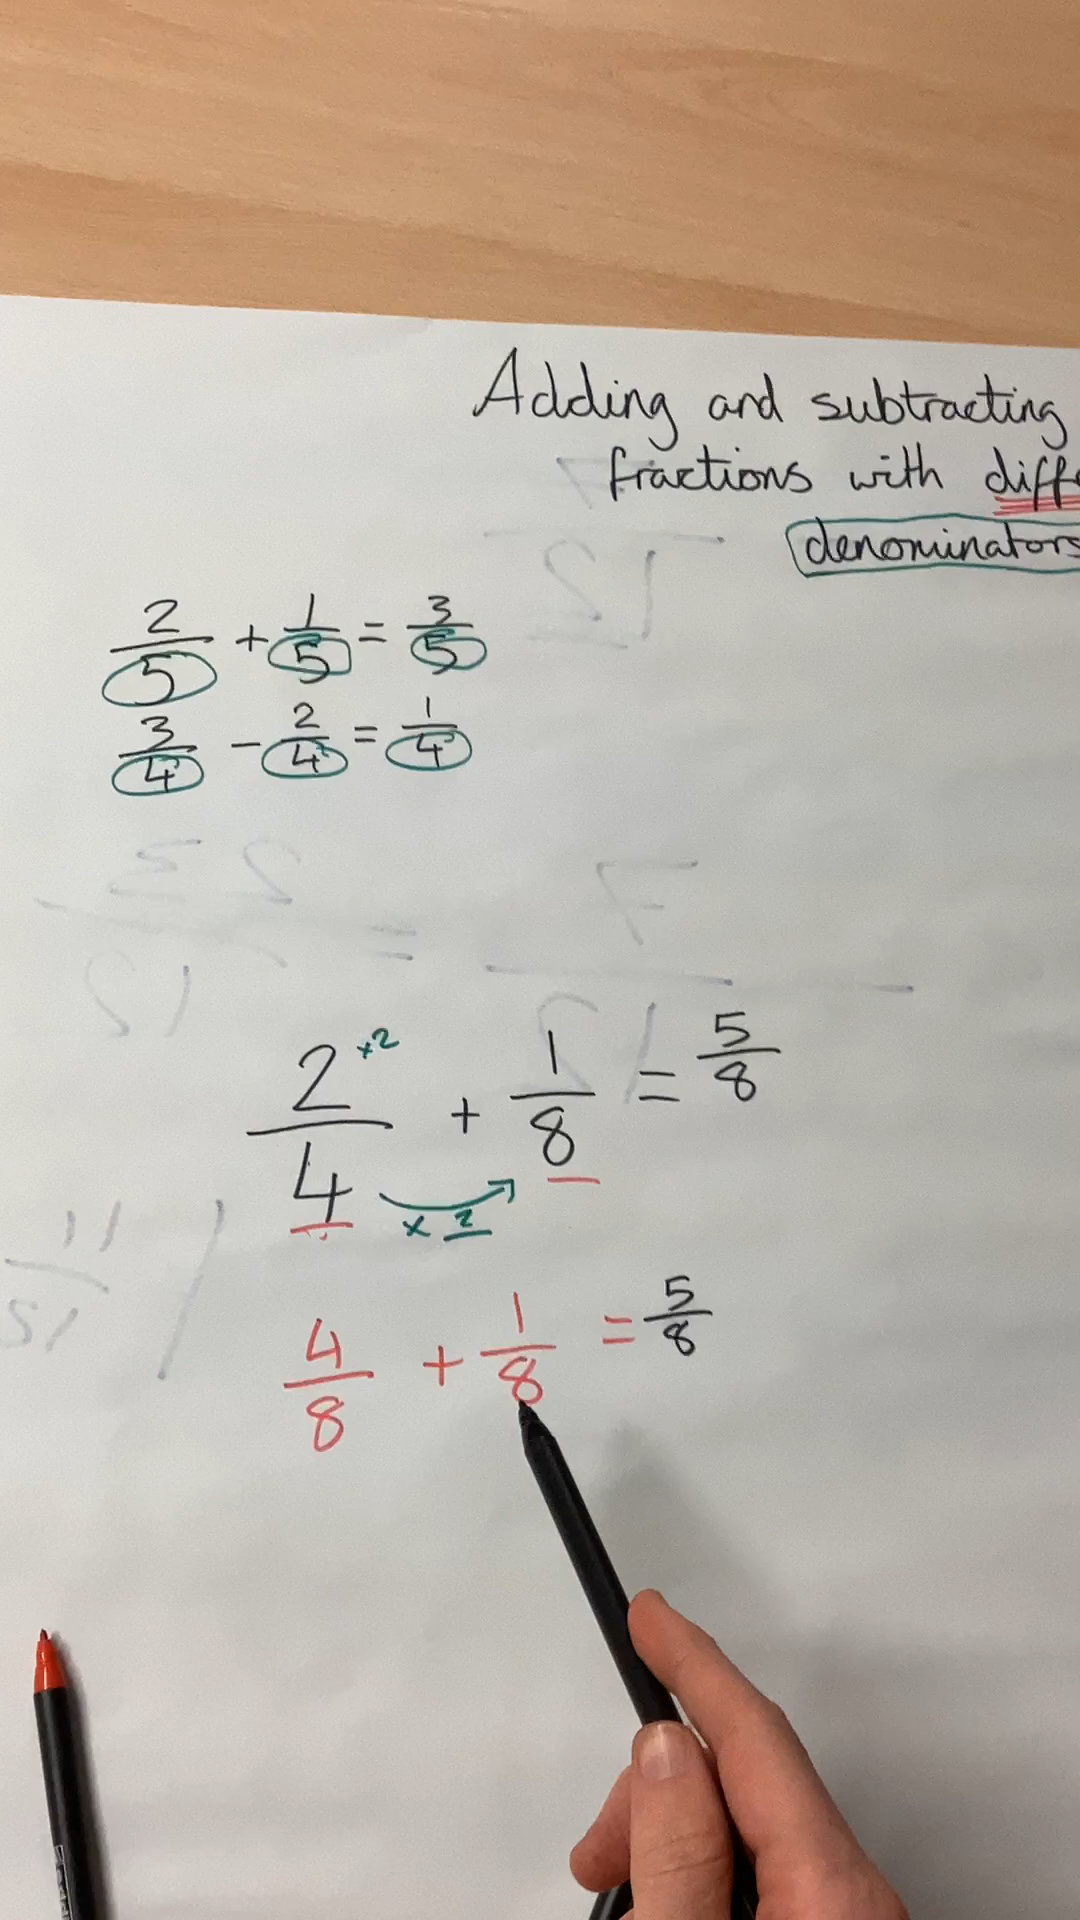 Adding and subtracting
fractions with
denominators
2/5 + 1/5 = 3/5
3/4 - 2/4 = 1/4
2/4 + 1/8 = 5/8
×2
×2
4/8 + 1/8 = 5/8